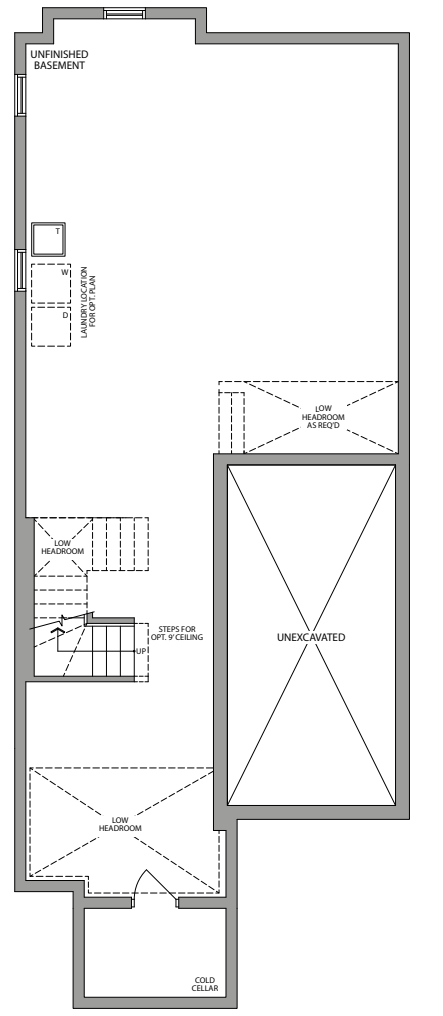 UNFINISHED
BASEMENT
T
W
D
LAUNDRY LOCATION
FOR OPT. PLAN
LOW
HEADROOM
AS REQ'D
LOW
HEADROOM
STEPS FOR
OPT. 9' CEILING
UP
UNEXCAVATED
LOW
HEADROOM
COLD
CELLAR